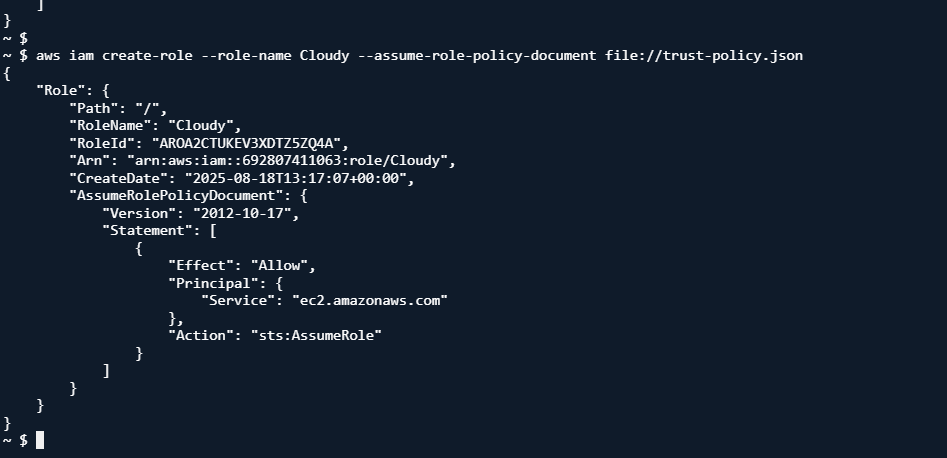 ]
}
~ $
~ $ aws iam create-role --role-name Cloudy --assume-role-policy-document file://trust-policy.json
{
    "Role": {
        "Path": "/",
        "RoleName": "Cloudy",
        "RoleId": "AROA2CTUKEV3XDTZ5ZQ4A",
        "Arn": "arn:aws:iam::692807411063:role/Cloudy",
        "CreateDate": "2025-08-18T13:17:07+00:00",
        "AssumeRolePolicyDocument": {
            "Version": "2012-10-17",
            "Statement": [
                {
                    "Effect": "Allow",
                    "Principal": {
                        "Service": "ec2.amazonaws.com"
                    },
                    "Action": "sts:AssumeRole"
                }
            ]
        }
    }
}
~ $